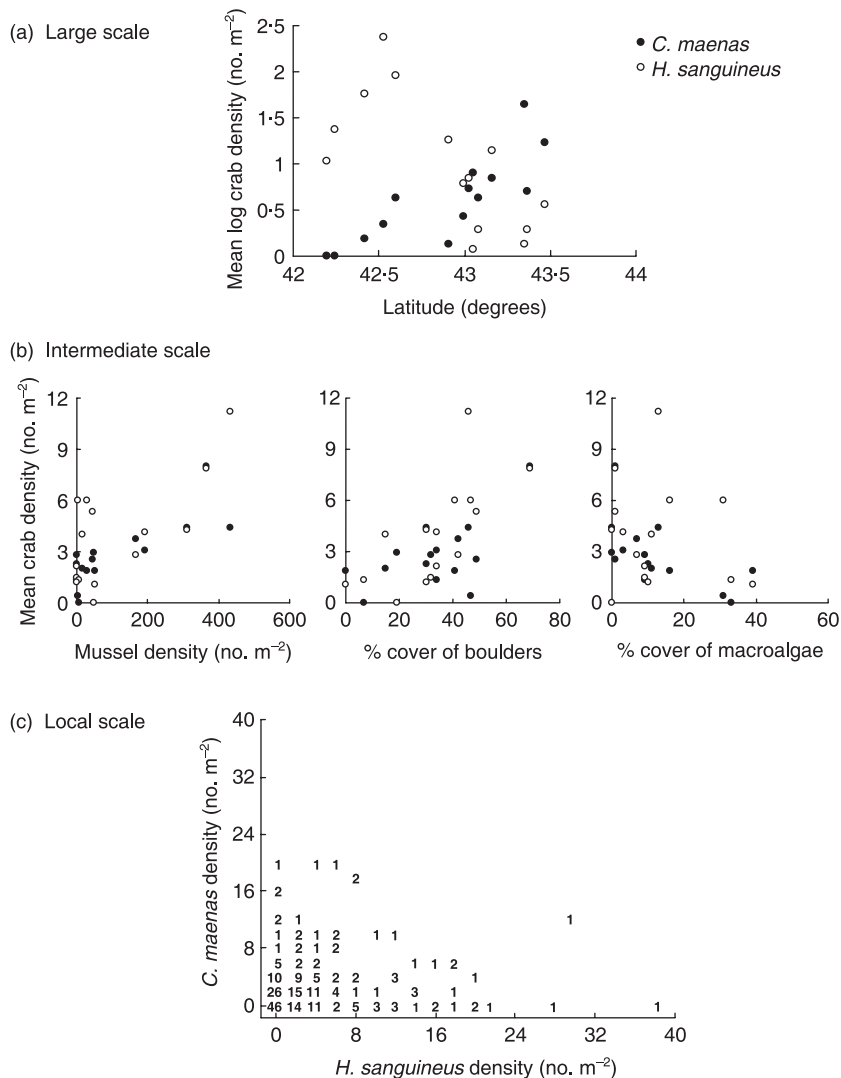 (a) Large scale
2·5
2
1·5
1
0·5
0
Mean log crab density (no. m⁻²)
42 42·5 43 43·5 44
Latitude (degrees)
● C. maenas
○ H. sanguineus
(b) Intermediate scale
Mean crab density (no. m⁻²)
12
9
6
3
0
0 200 400 600
Mussel density (no. m⁻²)
12
9
6
3
0
0 20 40 60 80
% cover of boulders
12
9
6
3
0
0 20 40 60
% cover of macroalgae
(c) Local scale
C. maenas density (no. m⁻²)
40
32
24
16
8
0
1 1 1
2
2
2 1 1
1 2 1 2 1 1
1 2 1 2
5 2 2 1 1 2
10 9 5 2 2 3 1
26 15 11 4 1 1 3 1
46 14 11 2 5 3 3 1 2 1 2 1 1 1
0 8 16 24 32 40
H. sanguineus density (no. m⁻²)